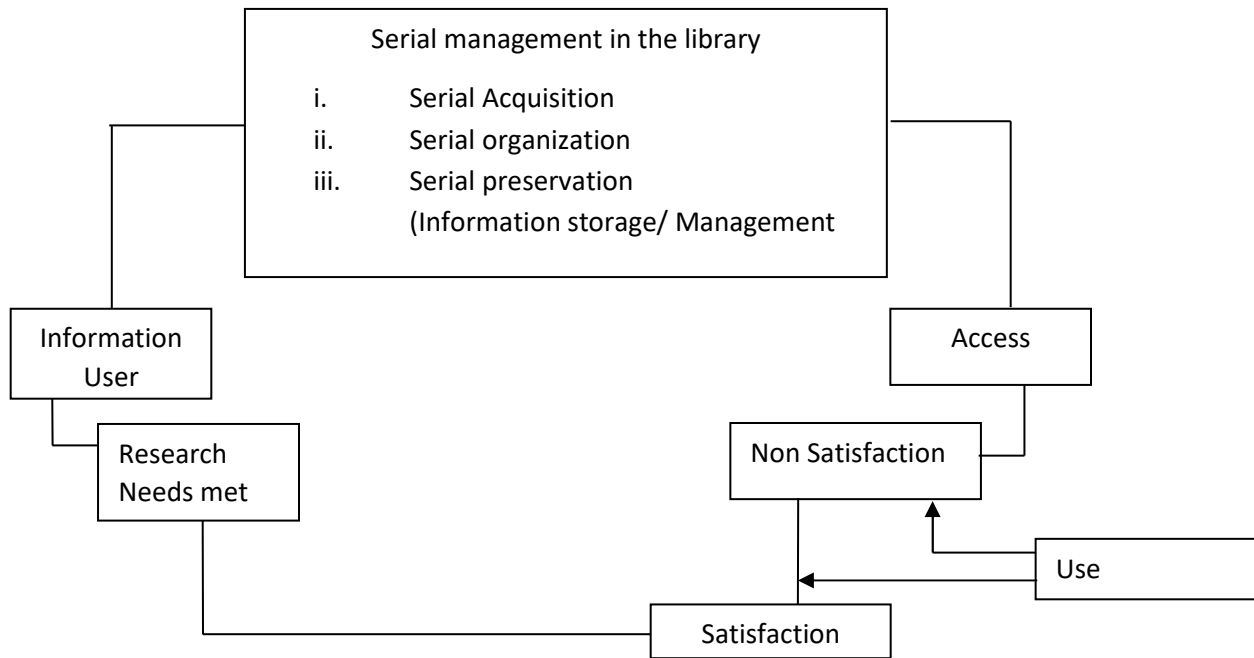 Serial management in the library
i. Serial Acquisition
ii. Serial organization
iii. Serial preservation
(Information storage/ Management
Information
User
Access
Research
Needs met
Non Satisfaction
Use
Satisfaction